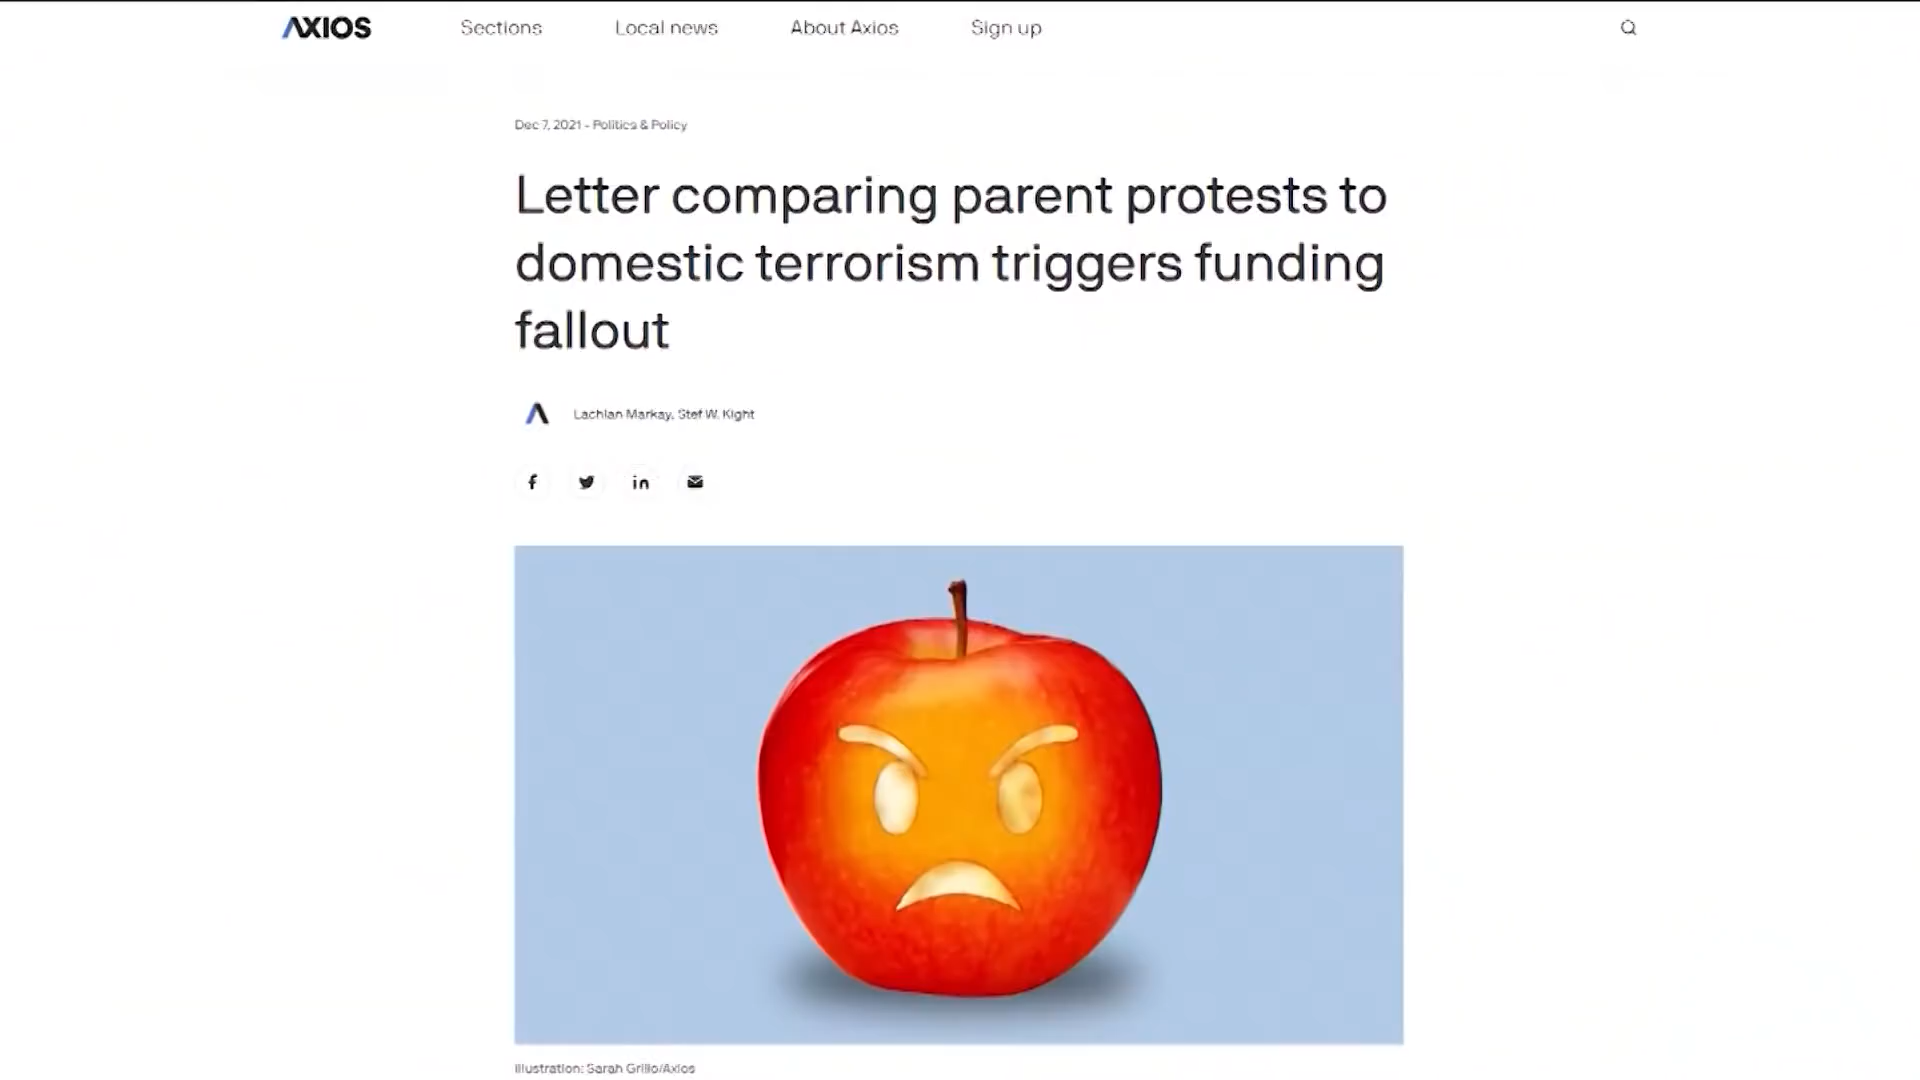 AXIOS Sections Local news About Axios Sign up
Dec 7, 2021 - Politics & Policy
Letter comparing parent protests to
domestic terrorism triggers funding
fallout
Lachlan Markay, Stef W. Kight
Illustration: Sarah Grillo/Axios